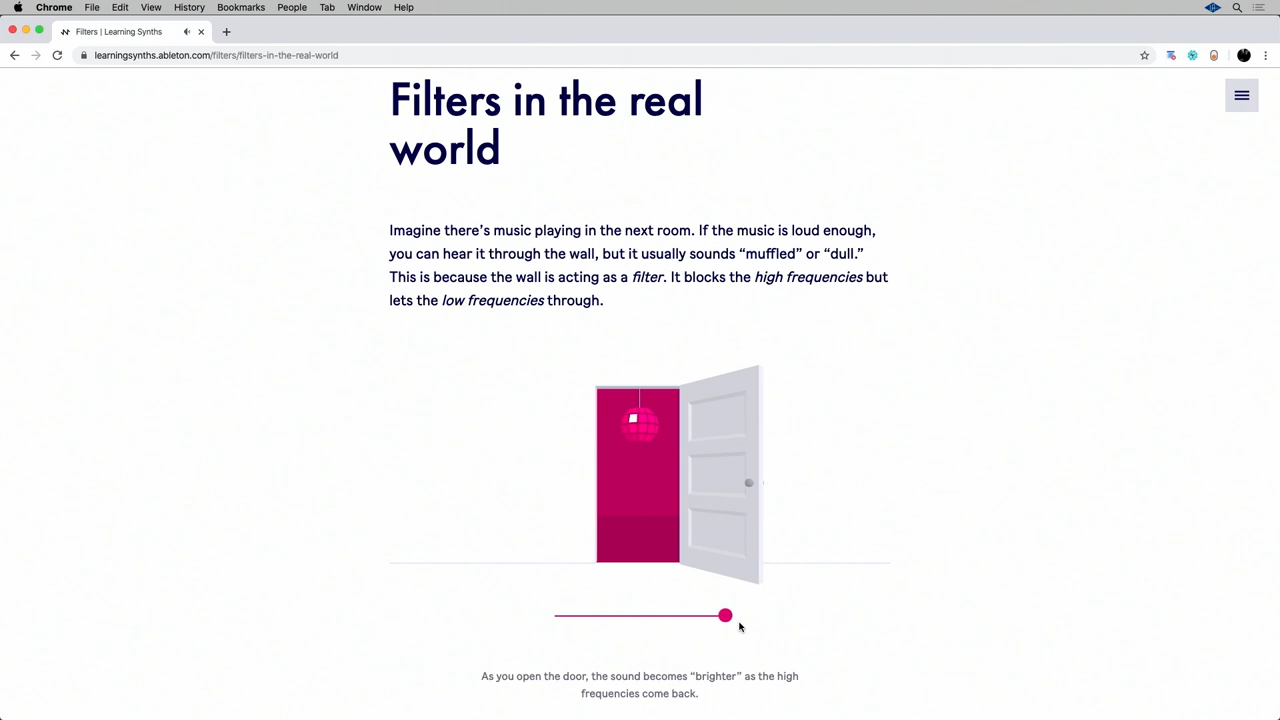 Chrome File Edit View History Bookmarks People Tab Window Help
Filters | Learning Synths
learningsynths.ableton.com/filters/filters-in-the-real-world
Filters in the real
world
Imagine there’s music playing in the next room. If the music is loud enough,
you can hear it through the wall, but it usually sounds “muffled” or “dull.”
This is because the wall is acting as a filter. It blocks the high frequencies but
lets the low frequencies through.
As you open the door, the sound becomes “brighter” as the high
frequencies come back.